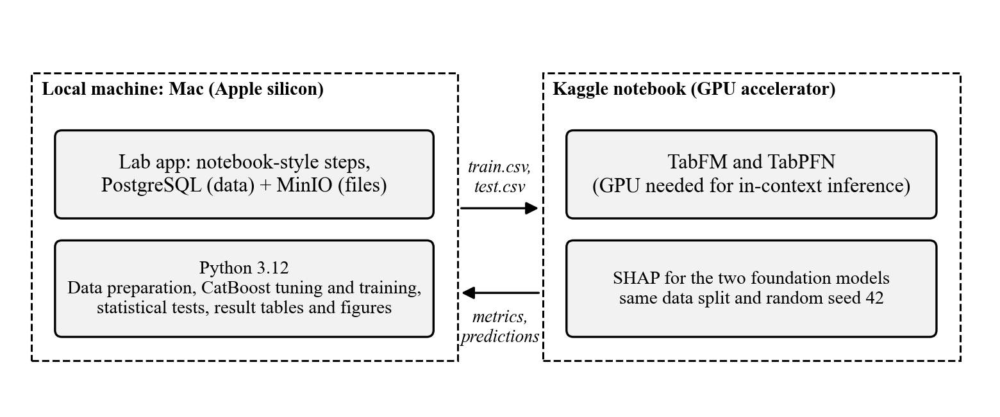 Local machine: Mac (Apple silicon)
Lab app: notebook-style steps,
PostgreSQL (data) + MinIO (files)
Python 3.12
Data preparation, CatBoost tuning and training,
statistical tests, result tables and figures
train.csv,
test.csv
metrics,
predictions
Kaggle notebook (GPU accelerator)
TabFM and TabPFN
(GPU needed for in-context inference)
SHAP for the two foundation models
same data split and random seed 42